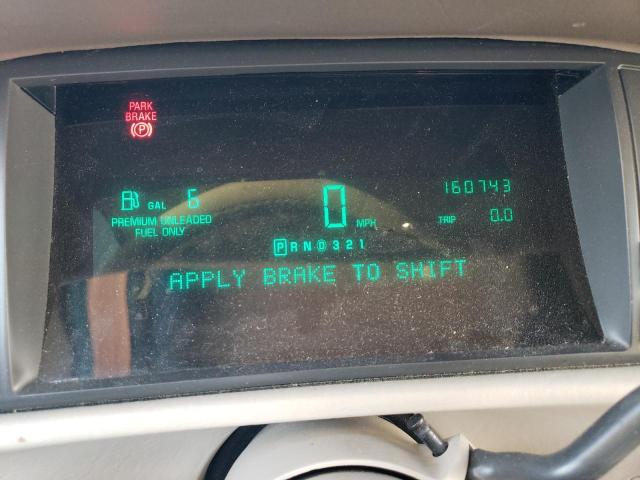 PARK
BRAKE
(P)
GAL 6
PREMIUM UNLEADED
FUEL ONLY
0 MPH
160743
TRIP 0.0
P R N D 3 2 1
APPLY BRAKE TO SHIFT